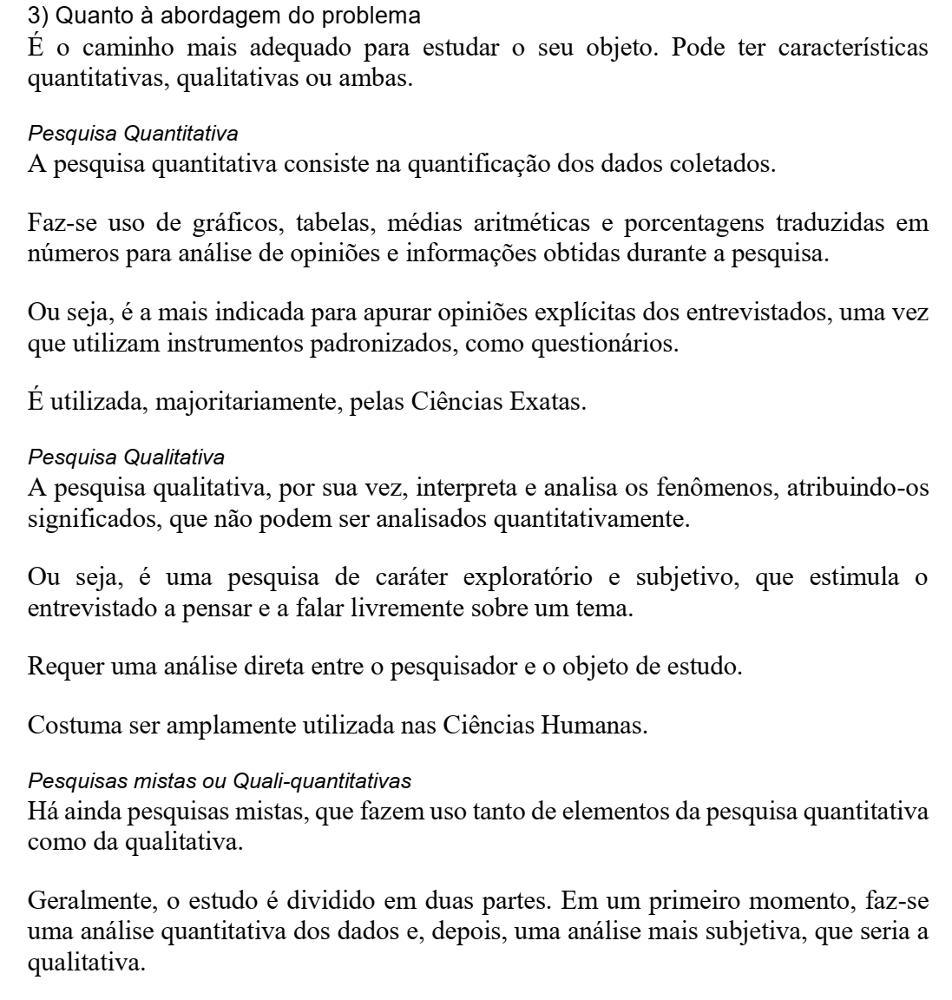 3) Quanto à abordagem do problema
É o caminho mais adequado para estudar o seu objeto. Pode ter características
quantitativas, qualitativas ou ambas.
Pesquisa Quantitativa
A pesquisa quantitativa consiste na quantificação dos dados coletados.
Faz-se uso de gráficos, tabelas, médias aritméticas e porcentagens traduzidas em
números para análise de opiniões e informações obtidas durante a pesquisa.
Ou seja, é a mais indicada para apurar opiniões explícitas dos entrevistados, uma vez
que utilizam instrumentos padronizados, como questionários.
É utilizada, majoritariamente, pelas Ciências Exatas.
Pesquisa Qualitativa
A pesquisa qualitativa, por sua vez, interpreta e analisa os fenômenos, atribuindo-os
significados, que não podem ser analisados quantitativamente.
Ou seja, é uma pesquisa de caráter exploratório e subjetivo, que estimula o
entrevistado a pensar e a falar livremente sobre um tema.
Requer uma análise direta entre o pesquisador e o objeto de estudo.
Costuma ser amplamente utilizada nas Ciências Humanas.
Pesquisas mistas ou Quali-quantitativas
Há ainda pesquisas mistas, que fazem uso tanto de elementos da pesquisa quantitativa
como da qualitativa.
Geralmente, o estudo é dividido em duas partes. Em um primeiro momento, faz-se
uma análise quantitativa dos dados e, depois, uma análise mais subjetiva, que seria a
qualitativa.